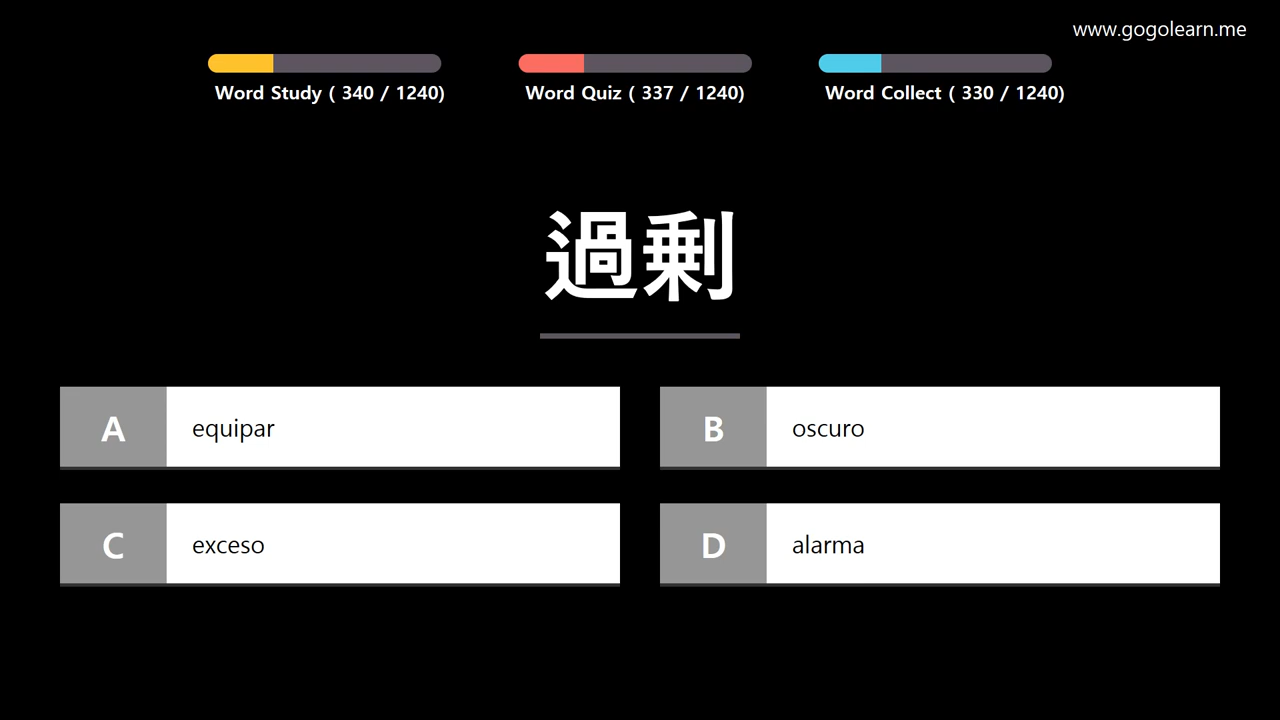 www.gogolearn.me
Word Study ( 340 / 1240)
Word Quiz ( 337 / 1240)
Word Collect ( 330 / 1240)
過剰
A equipar
B oscuro
C exceso
D alarma